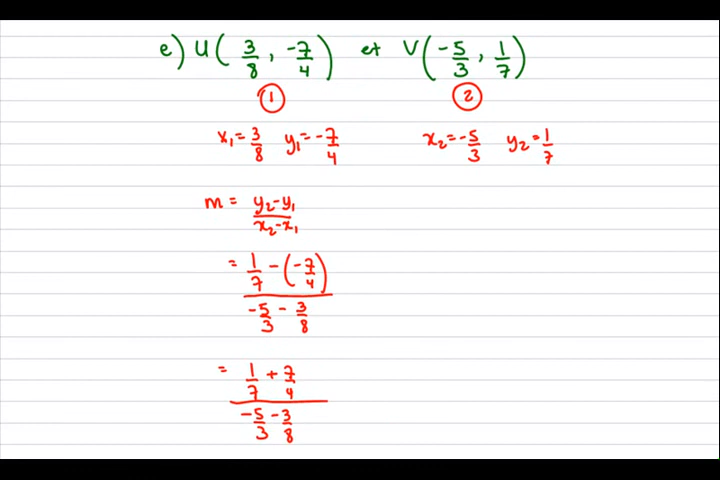 e) U(3/8, -7/4) et V(-5/3, 1/7)
① ②
x₁=3/8 y₁=-7/4 x₂=-5/3 y₂=1/7
m = (y₂-y₁)/(x₂-x₁)
= (1/7 - (-7/4))/(-5/3 - 3/8)
= (1/7 + 7/4)/(-5/3 - 3/8)